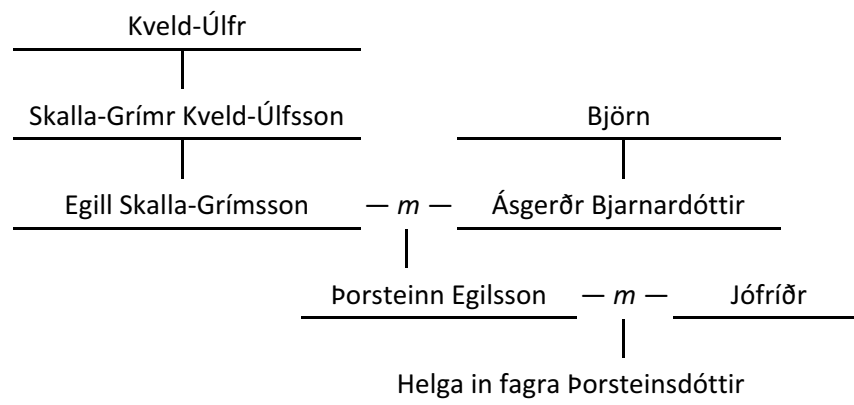 Kveld-Úlfr
Skalla-Grímr Kveld-Úlfsson Björn
Egill Skalla-Grímsson — m — Ásgerðr Bjarnardóttir
Þorsteinn Egilsson — m — Jófríðr
Helga in fagra Þorsteinsdóttir